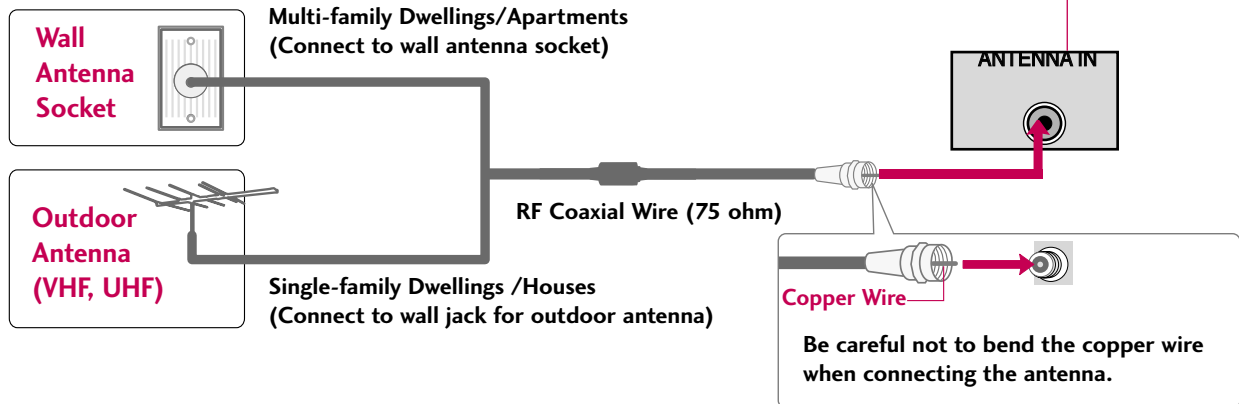 Wall
Antenna
Socket
Multi-family Dwellings/Apartments
(Connect to wall antenna socket)
ANTENNA IN
Outdoor
Antenna
(VHF, UHF)
RF Coaxial Wire (75 ohm)
Single-family Dwellings /Houses
(Connect to wall jack for outdoor antenna)
Copper Wire
Be careful not to bend the copper wire
when connecting the antenna.